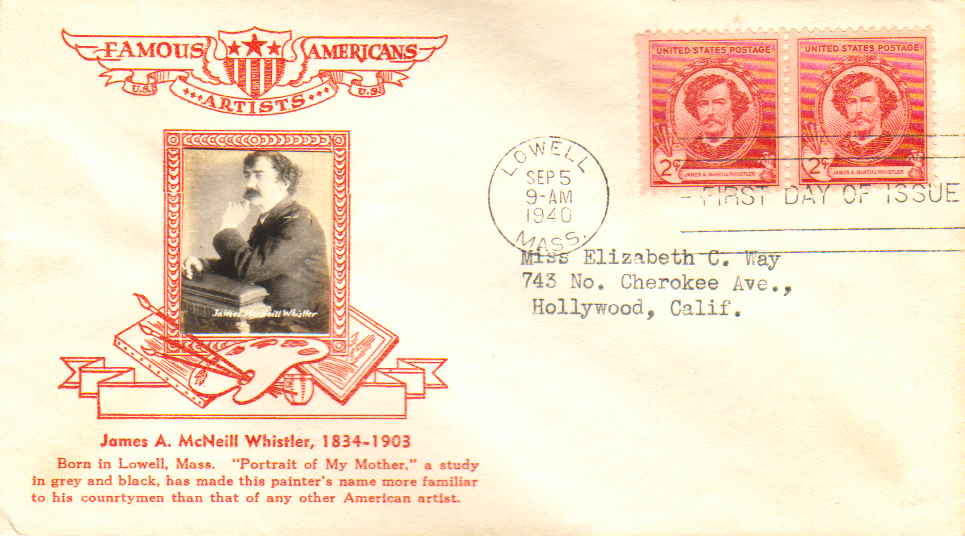 FAMOUS AMERICANS
U.S. U.S.
ARTISTS
James McNeill Whistler
James A. McNeill Whistler, 1834-1903
Born in Lowell, Mass. "Portrait of My Mother," a study
in grey and black, has made this painter's name more familiar
to his counrtymen than that of any other American artist.
UNITED STATES POSTAGE
2¢
JAMES A. McNEILL WHISTLER
UNITED STATES POSTAGE
2¢
JAMES A. McNEILL WHISTLER
LOWELL
SEP 5
9-AM
1940
MASS.
FIRST DAY OF ISSUE
Miss Elizabeth C. Way
743 No. Cherokee Ave.,
Hollywood, Calif.